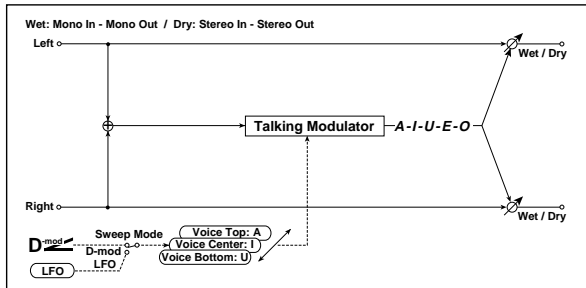 Wet: Mono In - Mono Out / Dry: Stereo In - Stereo Out
Left
Wet / Dry
Talking Modulator
A-I-U-E-O
Right
Wet / Dry
D-mod
Sweep Mode
D-mod
LFO
LFO
Voice Top: A
Voice Center: I
Voice Bottom: U